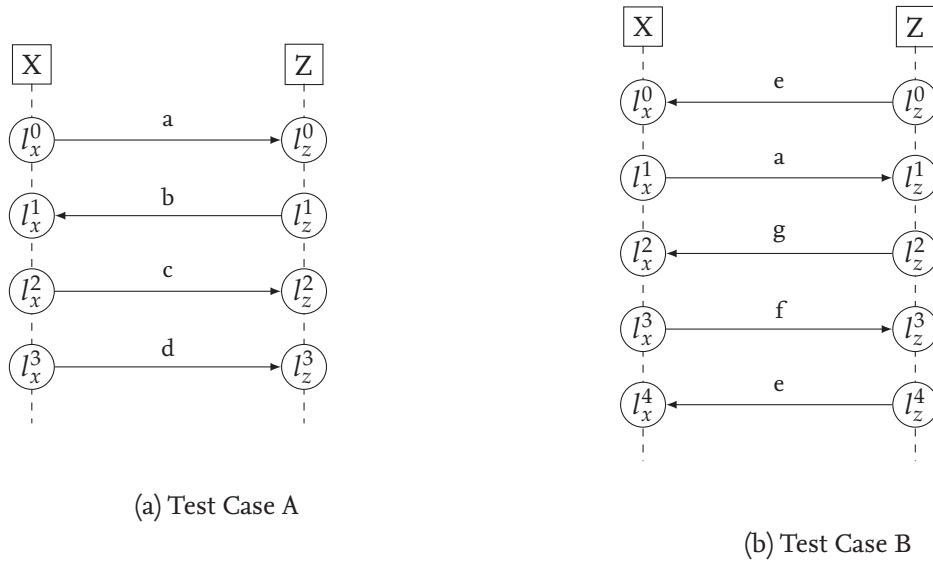 X Z
a
l_x^0 l_z^0
b
l_x^1 l_z^1
c
l_x^2 l_z^2
d
l_x^3 l_z^3
(a) Test Case A
X Z
e
l_x^0 l_z^0
a
l_x^1 l_z^1
g
l_x^2 l_z^2
f
l_x^3 l_z^3
e
l_x^4 l_z^4
(b) Test Case B